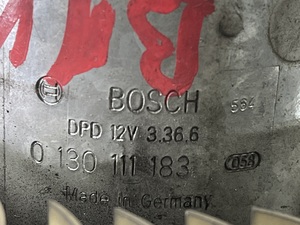 BOSCH
DPD 12V 3.36.6
0 130 111 183
Made in Germany